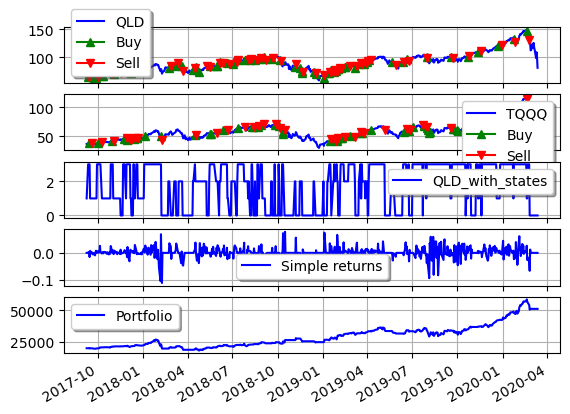 QLD
Buy
Sell
150
100
TQQQ
Buy
Sell
100
50
QLD_with_states
2
0
Simple returns
0.0
−0.1
Portfolio
50000
25000
2017-10
2018-01
2018-04
2018-07
2018-10
2019-01
2019-04
2019-07
2019-10
2020-01
2020-04